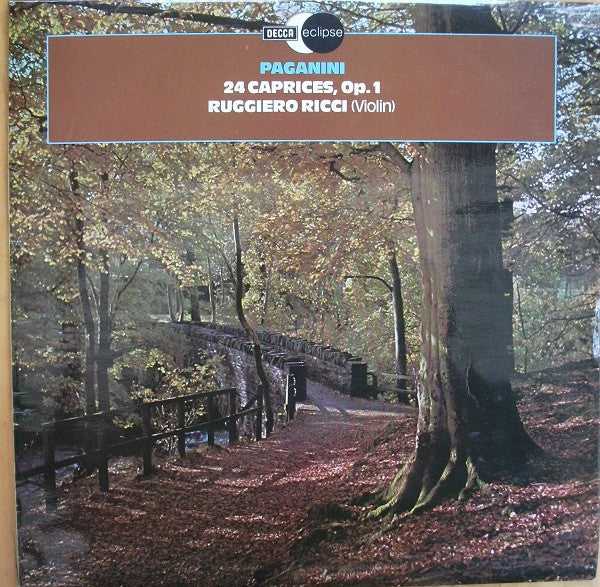 DECCA eclipse
PAGANINI
24 CAPRICES, Op. 1
RUGGIERO RICCI (Violin)